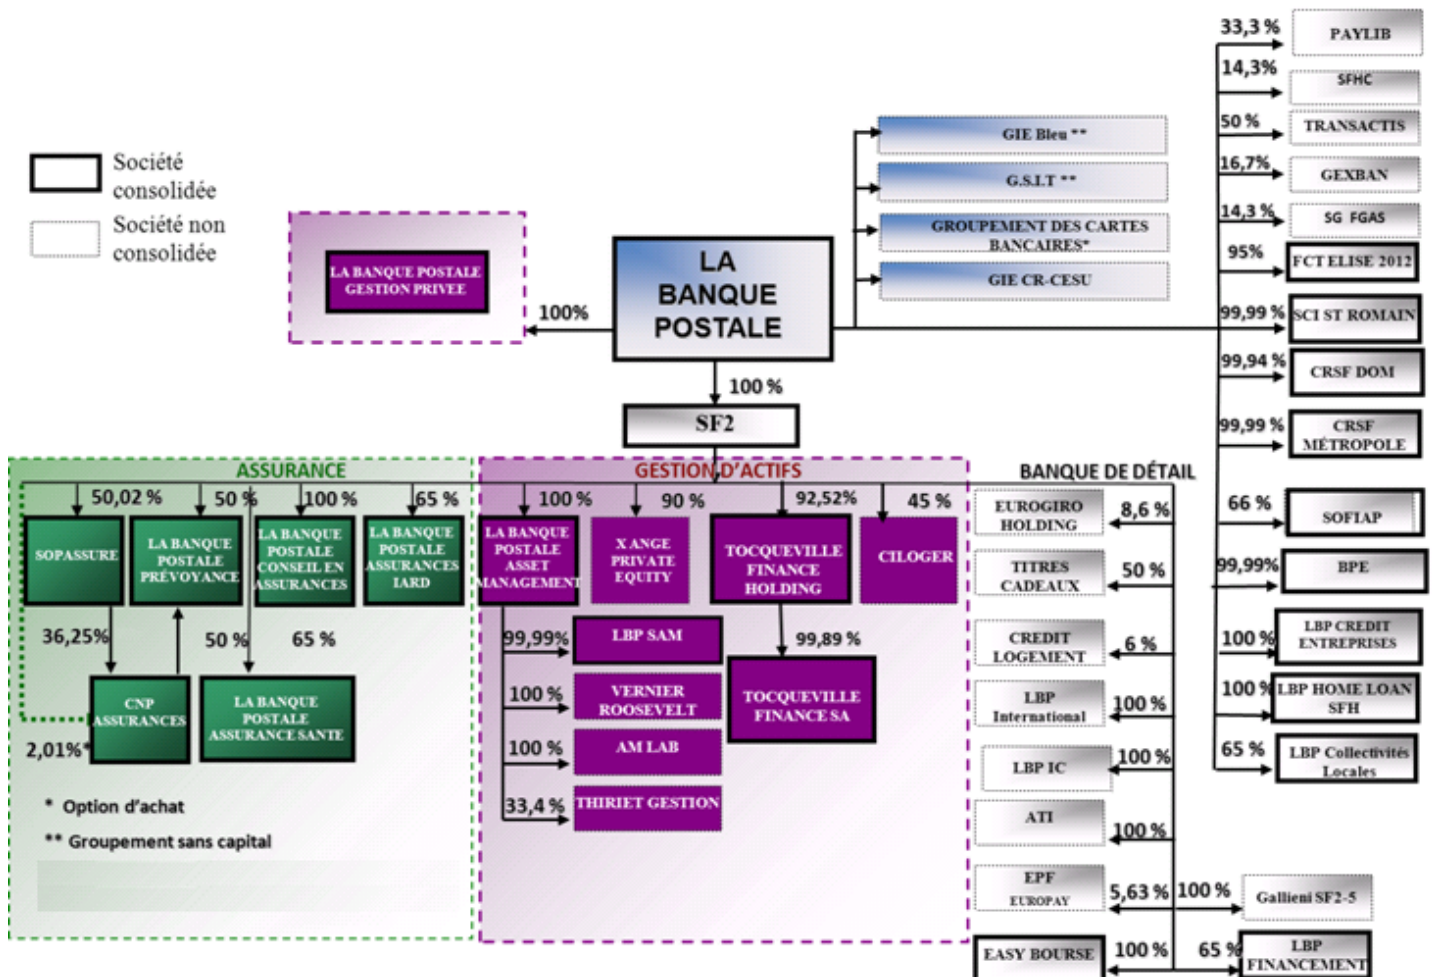 Société
consolidée
Société non
consolidée
LA BANQUE POSTALE
GESTION PRIVEE
100%
LA
BANQUE
POSTALE
100 %
SF2
GIE Bleu **
G.S.I.T **
GROUPEMENT DES CARTES
BANCAIRES*
GIE CR-CESU
33,3 %
PAYLIB
14,3%
SFHC
50 %
TRANSACTIS
16,7%
GEXBAN
14,3 %
SG FGAS
95%
FCT ELISE 2012
99,99 %
SCI ST ROMAIN
99,94 %
CRSF DOM
99,99 %
CRSF
MÉTROPOLE
66 %
SOFIAP
99,99%
BPE
100 %
LBP CREDIT
ENTREPRISES
100 %
LBP HOME LOAN
SFH
65 %
LBP Collectivités
Locales
ASSURANCE
50,02 %
50 %
100 %
65 %
SOPASSURE
LA BANQUE
POSTALE
PRÉVOYANCE
LA BANQUE
POSTALE
CONSEIL EN
ASSURANCES
LA BANQUE
POSTALE
ASSURANCES
IARD
36,25%
50 %
65 %
CNP
ASSURANCES
LA BANQUE
POSTALE
ASSURANCE SANTE
2,01%*
* Option d'achat
** Groupement sans capital
GESTION D'ACTIFS
100 %
90 %
92,52%
45 %
LA BANQUE
POSTALE
ASSET
MANAGEMENT
X ANGE
PRIVATE
EQUITY
TOCQUEVILLE
FINANCE
HOLDING
CILOGER
99,99%
LBP SAM
100 %
VERNIER
ROOSEVELT
100 %
AM LAB
33,4 %
THIRIET GESTION
99,89 %
TOCQUEVILLE
FINANCE SA
BANQUE DE DÉTAIL
EUROGIRO
HOLDING
8,6 %
TITRES
CADEAUX
50 %
CREDIT
LOGEMENT
6 %
LBP
International
100 %
LBP IC
100 %
ATI
100 %
EPF
EUROPAY
5,63 %
100 %
Gallieni SF2-5
EASY BOURSE
100 %
65 %
LBP
FINANCEMENT